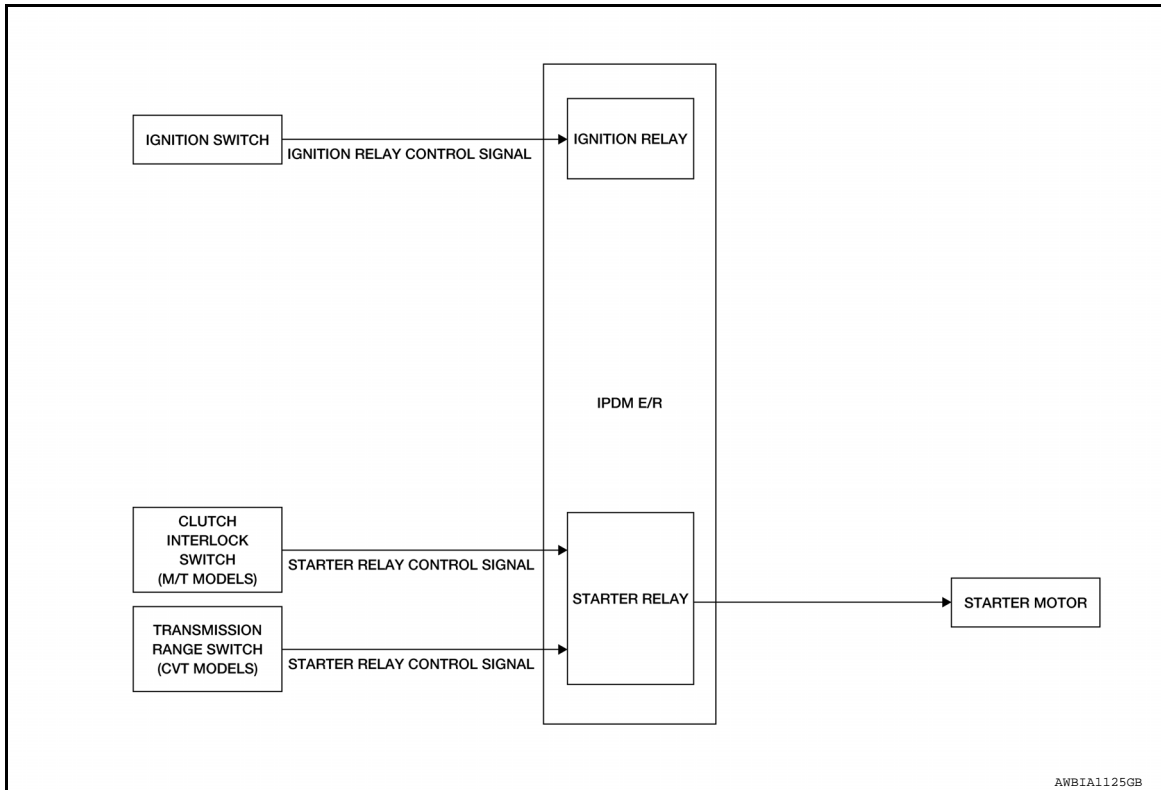 IGNITION SWITCH
IGNITION RELAY CONTROL SIGNAL
IGNITION RELAY
IPDM E/R
CLUTCH
INTERLOCK
SWITCH
(M/T MODELS)
STARTER RELAY CONTROL SIGNAL
TRANSMISSION
RANGE SWITCH
(CVT MODELS)
STARTER RELAY CONTROL SIGNAL
STARTER RELAY
STARTER MOTOR
AWBIA1125GB